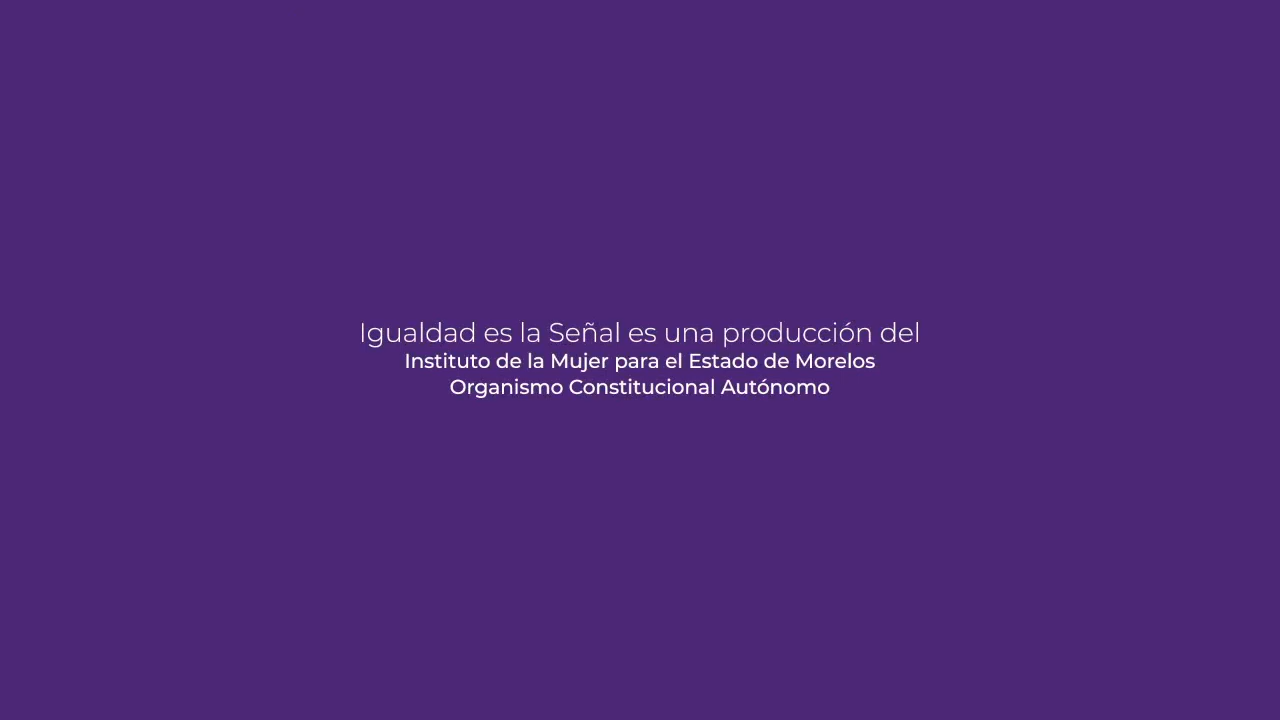 Igualdad es la Señal es una producción del
Instituto de la Mujer para el Estado de Morelos
Organismo Constitucional Autónomo